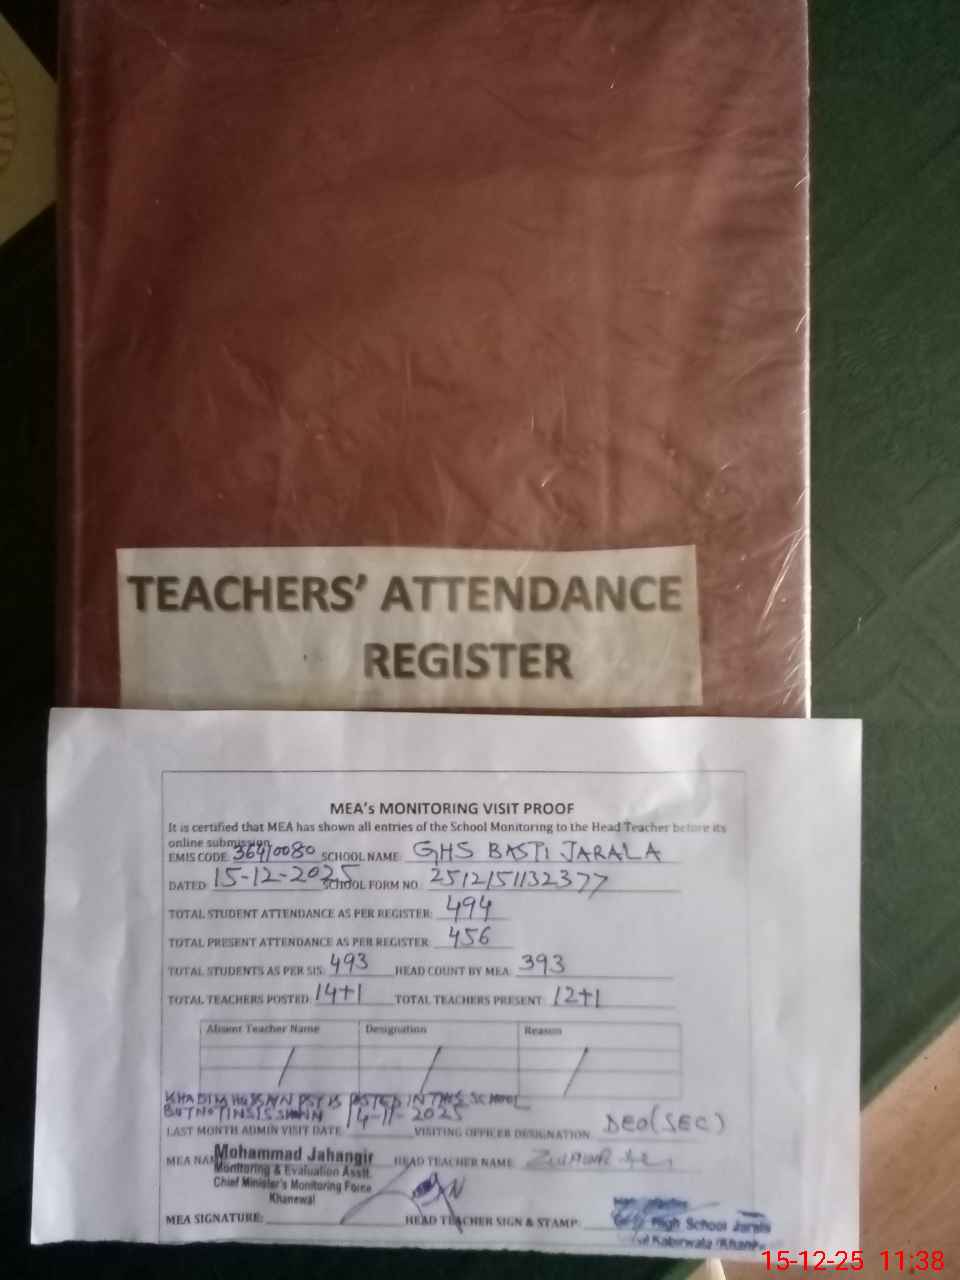 TEACHERS' ATTENDANCE
REGISTER
MEA's MONITORING VISIT PROOF
It is certified that MEA has shown all entries of the School Monitoring to the Head Teacher before its
online submission
EMIS CODE: 36410080 SCHOOL NAME: GHS BASTI JARALA
DATED: 15-12-2025 SCHOOL FORM NO. 2512151132377
TOTAL STUDENT ATTENDANCE AS PER REGISTER: 494
TOTAL PRESENT ATTENDANCE AS PER REGISTER: 456
TOTAL STUDENTS AS PER SIS: 493 HEAD COUNT BY MEA: 393
TOTAL TEACHERS POSTED: 14+1 TOTAL TEACHERS PRESENT: 12+1
Absent Teacher Name Designation Reason
KHADIM HUSSAIN PST IS POSTED IN THIS SCHOOL
BUT NOT IN SIS
LAST MONTH ADMIN VISIT DATE: 14-11-2025 VISITING OFFICER DESIGNATION: DEO(SEC)
MEA NAME Mohammad Jahangir HEAD TEACHER NAME:
Monitoring & Evaluation Asstt.
Chief Minister's Monitoring Force
Khanewal
MEA SIGNATURE: HEAD TEACHER SIGN & STAMP:
High School Jarala
Kabirwala
15-12-25 11:38